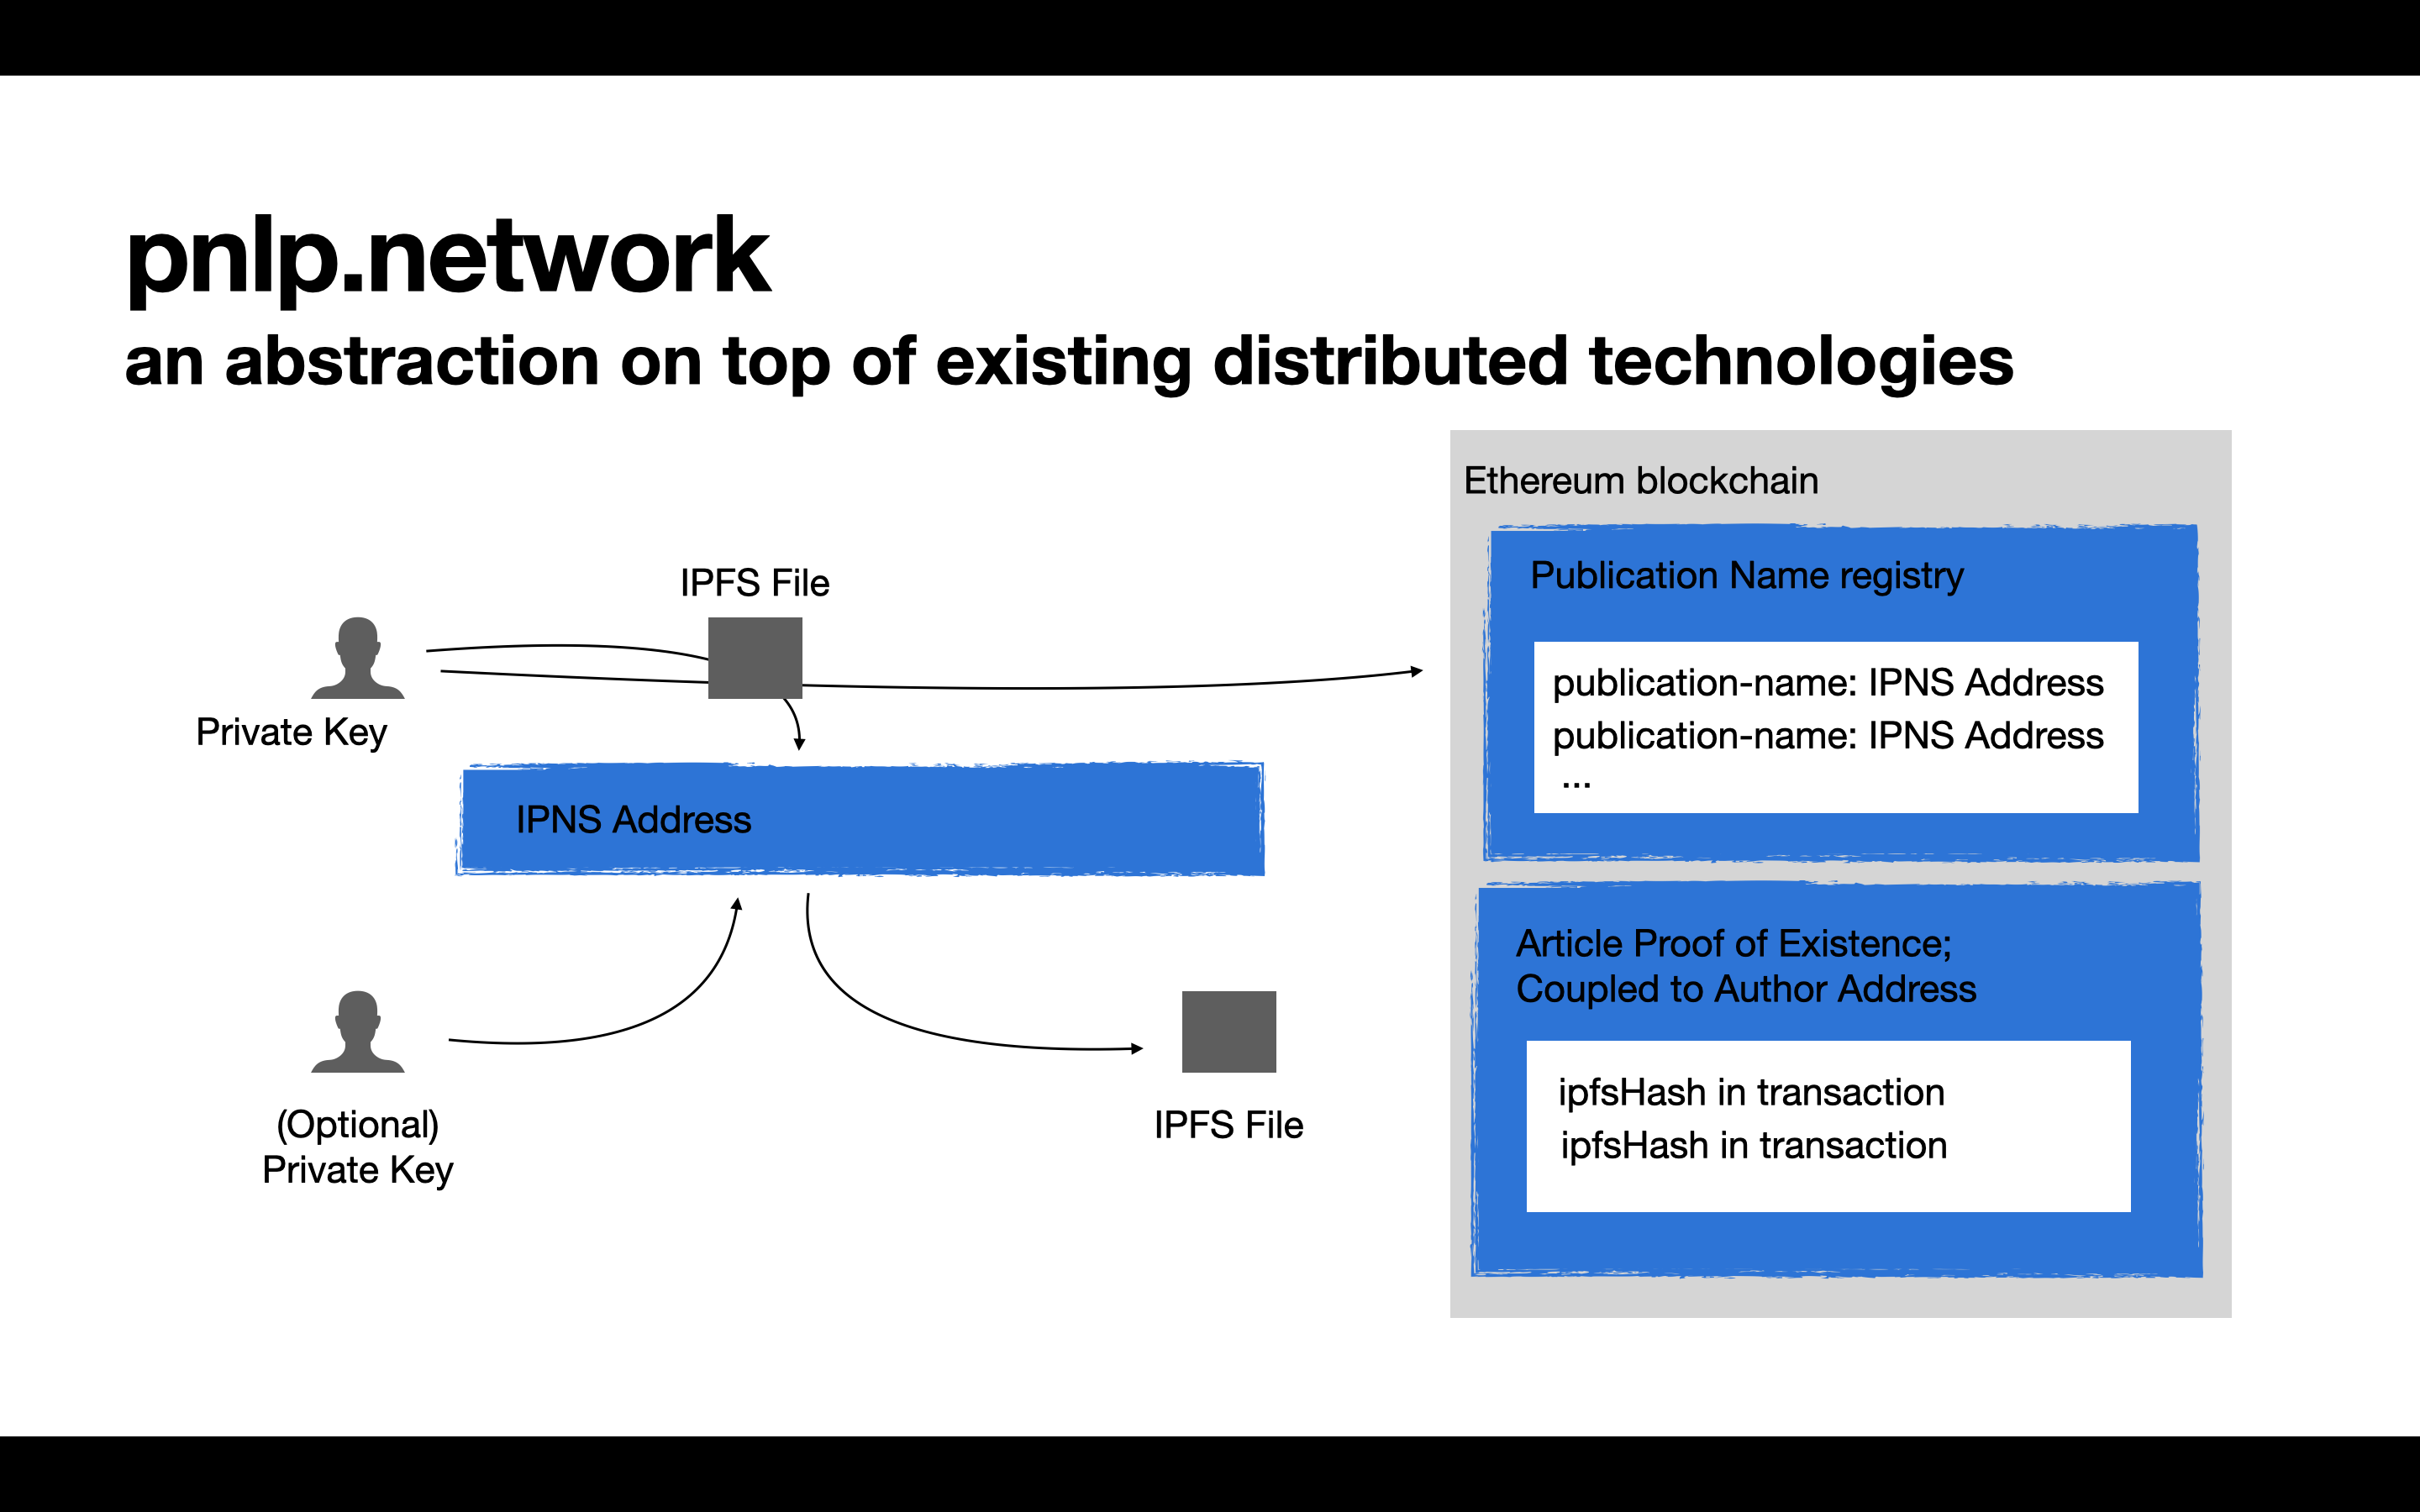 pnlp.network
an abstraction on top of existing distributed technologies
IPFS File
Private Key
IPNS Address
(Optional)
Private Key
IPFS File
Ethereum blockchain
Publication Name registry
publication-name: IPNS Address
publication-name: IPNS Address
...
Article Proof of Existence;
Coupled to Author Address
ipfsHash in transaction
ipfsHash in transaction